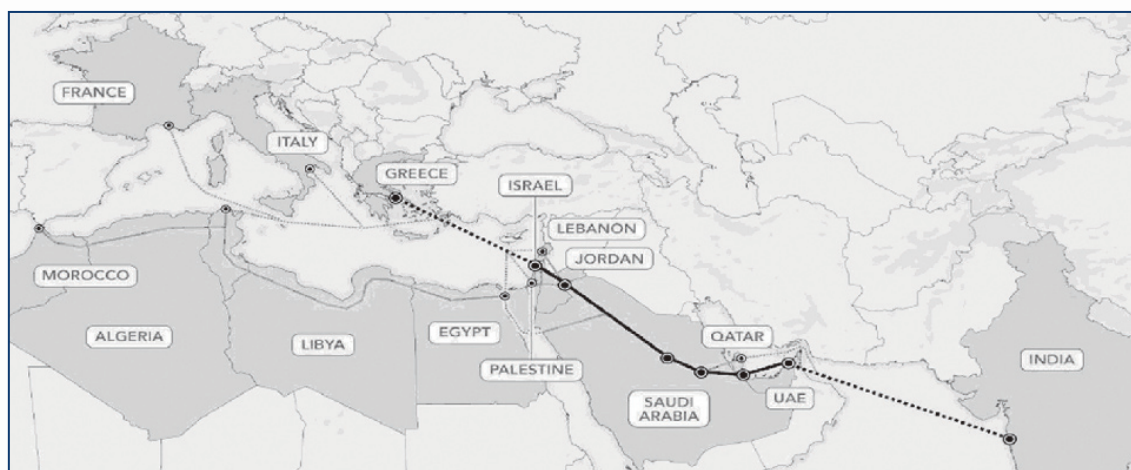 FRANCE
ITALY
GREECE
ISRAEL
LEBANON
JORDAN
MOROCCO
ALGERIA
LIBYA
EGYPT
PALESTINE
QATAR
SAUDI
ARABIA
UAE
INDIA